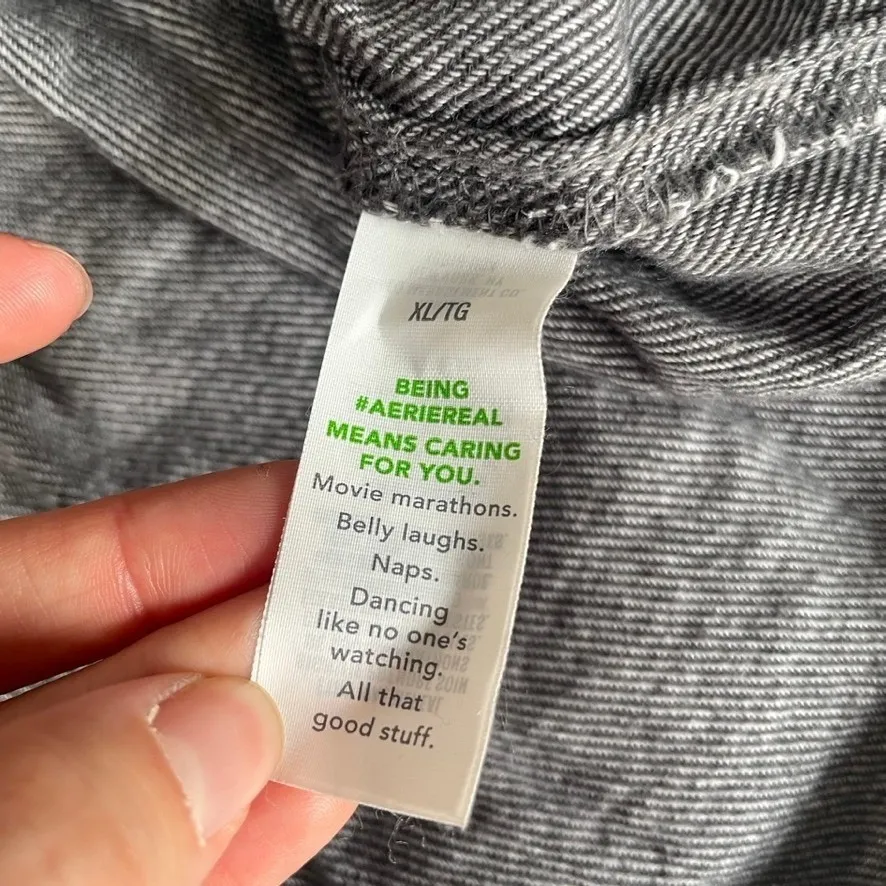 XL/TG
BEING
#AERIEREAL
MEANS CARING
FOR YOU.
Movie marathons.
Belly laughs.
Naps.
Dancing
like no one's
watching.
All that
good stuff.